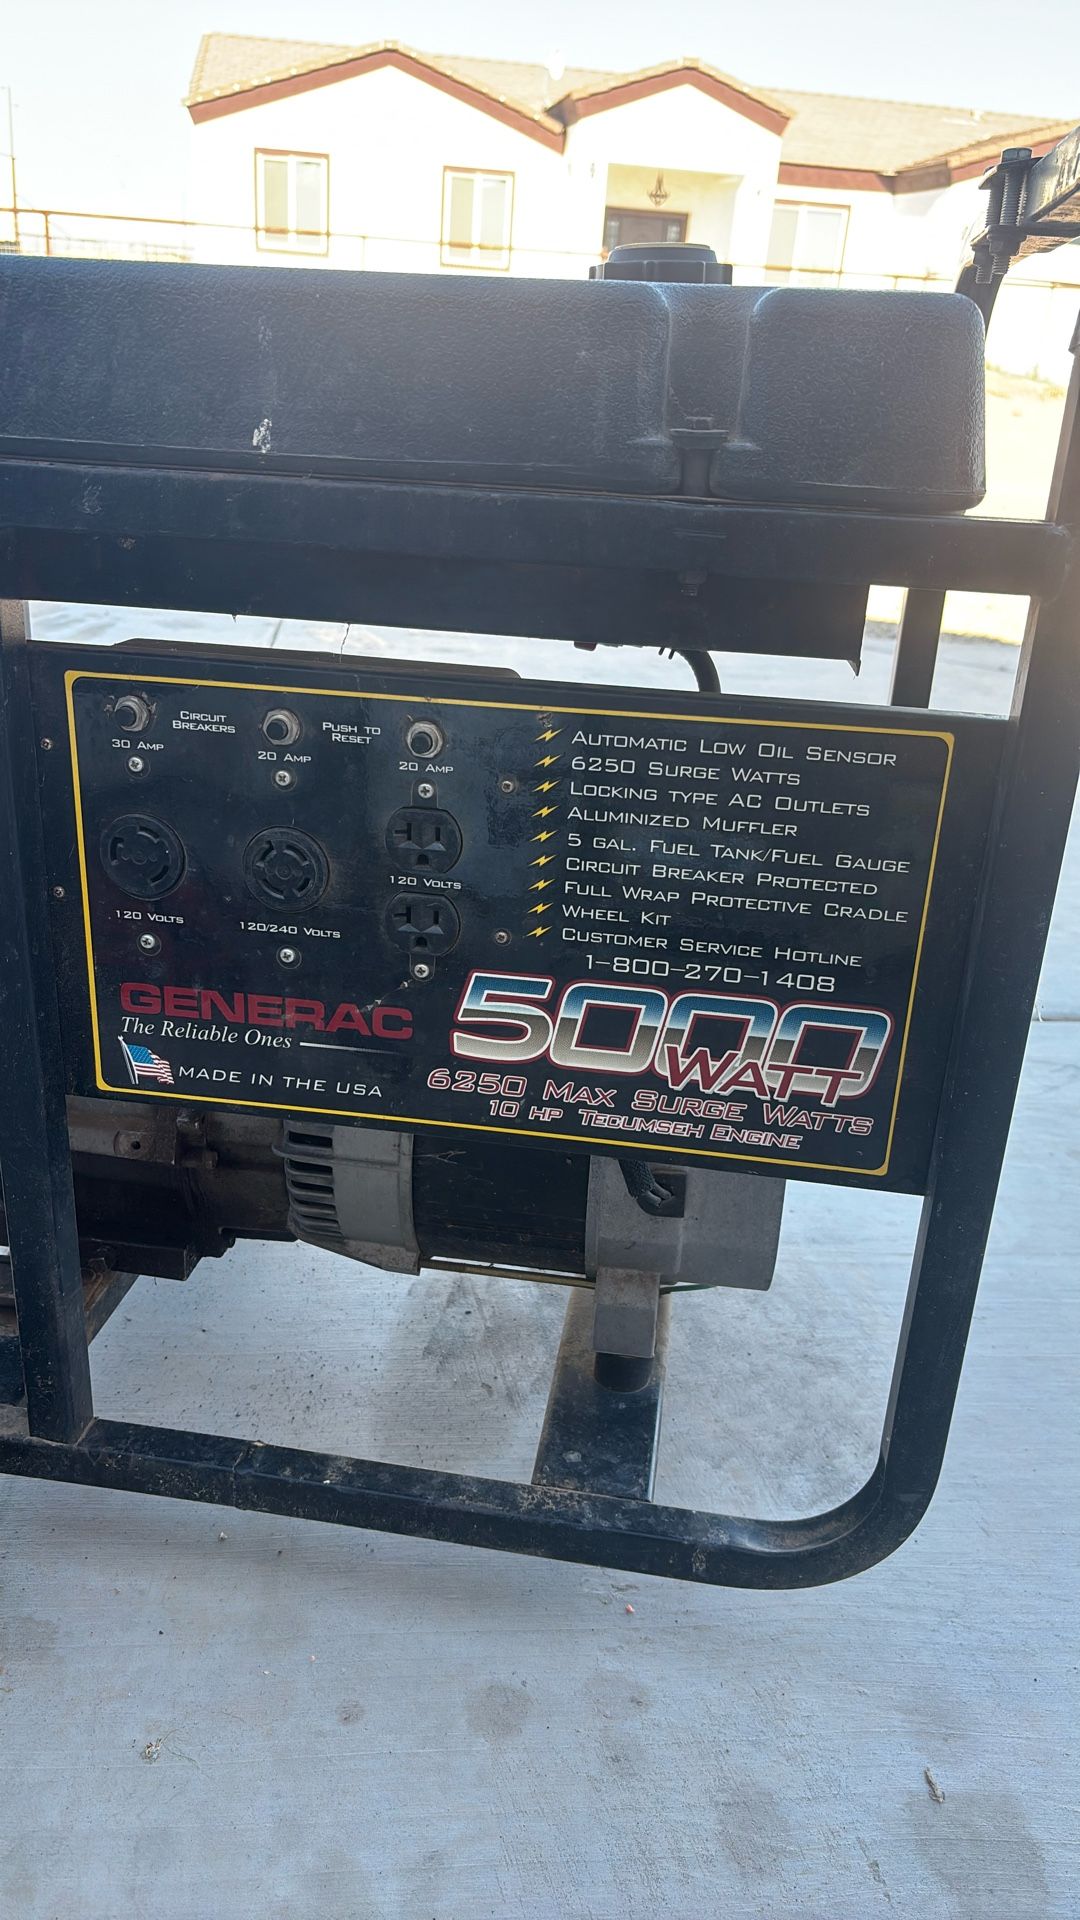 CIRCUIT
BREAKERS
PUSH TO
RESET
30 AMP
20 AMP
20 AMP
120 VOLTS
120/240 VOLTS
120 VOLTS
AUTOMATIC LOW OIL SENSOR
6250 SURGE WATTS
LOCKING TYPE AC OUTLETS
ALUMINIZED MUFFLER
5 GAL. FUEL TANK/FUEL GAUGE
CIRCUIT BREAKER PROTECTED
FULL WRAP PROTECTIVE CRADLE
WHEEL KIT
CUSTOMER SERVICE HOTLINE
1-800-270-1408
GENERAC
The Reliable Ones
MADE IN THE USA
5000
WATT
6250 MAX SURGE WATTS
10 HP TECUMSEH ENGINE